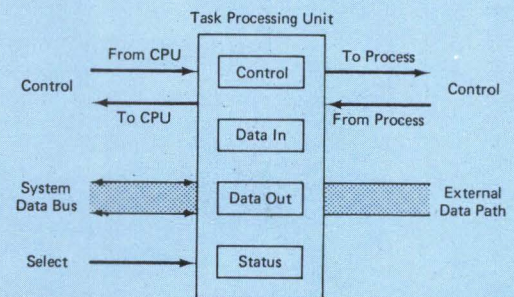 Task Processing Unit
From CPU
To Process
Control
Control
Control
To CPU
From Process
Data In
System
Data Bus
Data Out
External
Data Path
Select
Status